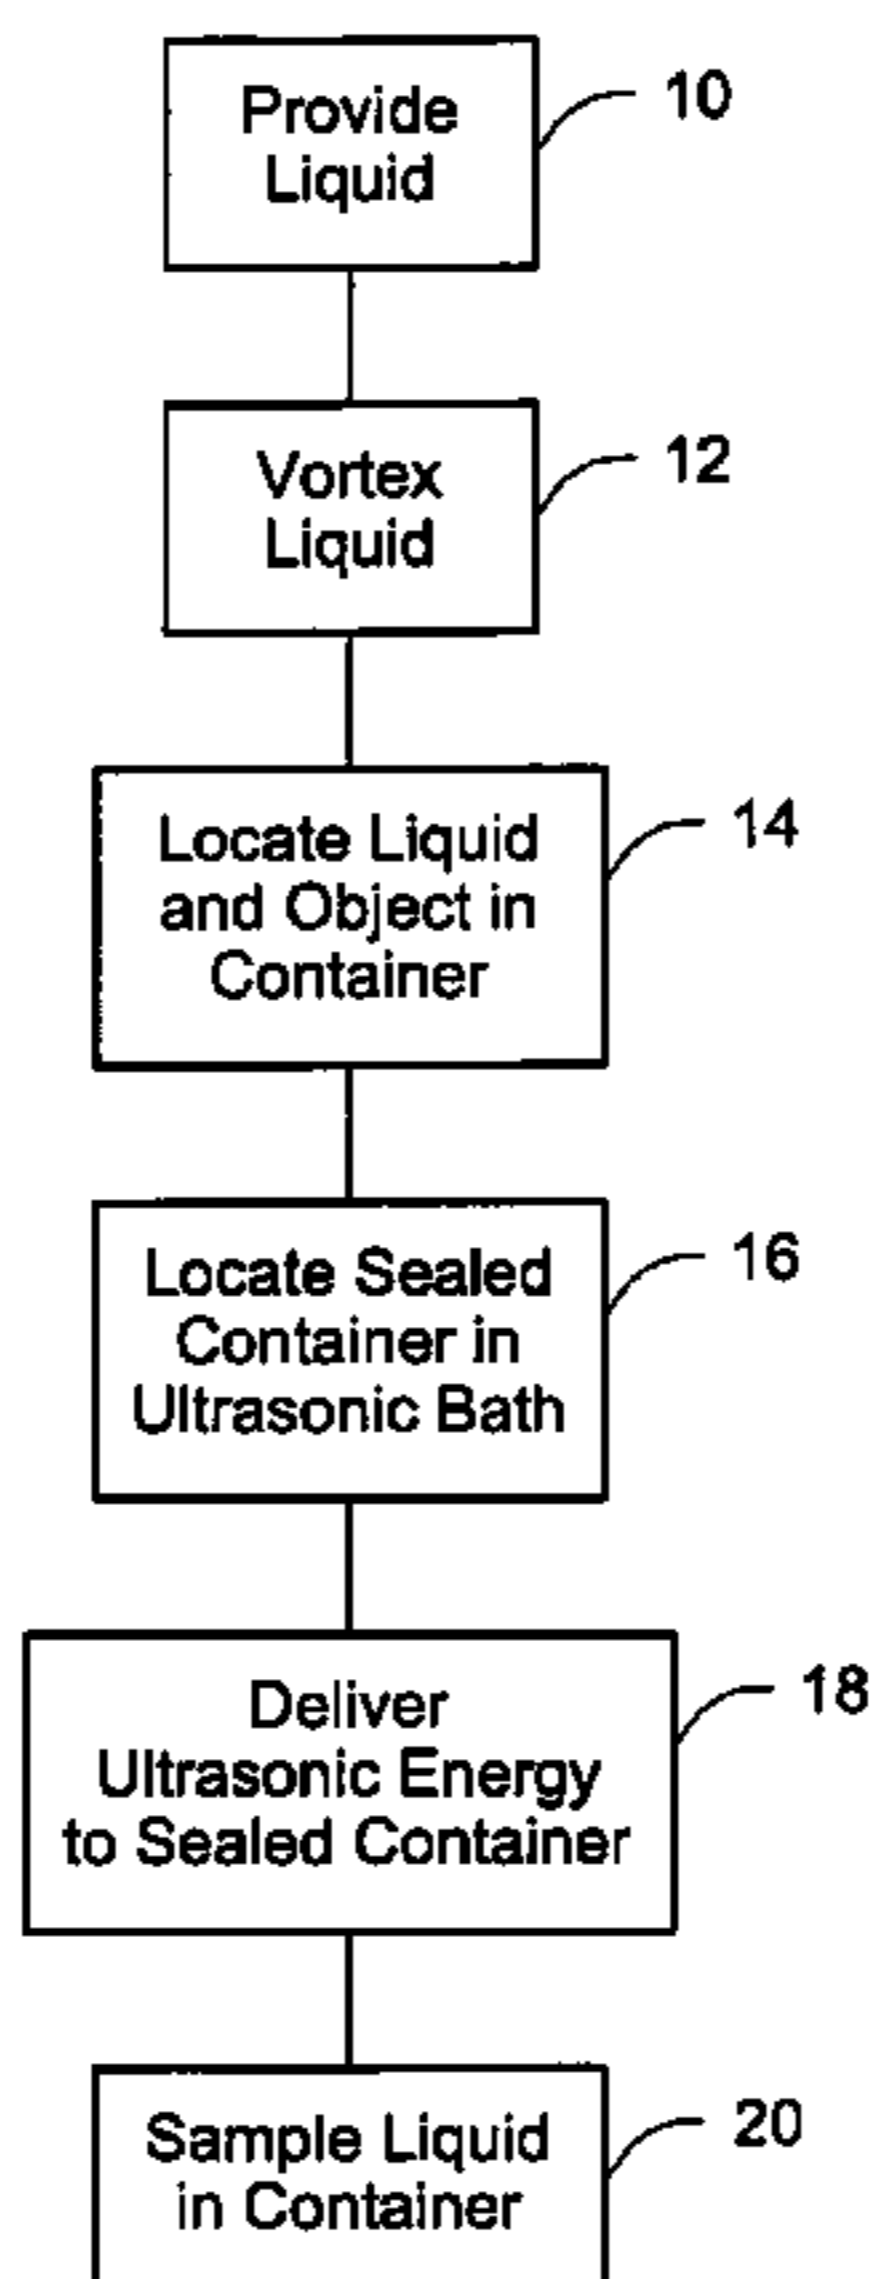 Provide
Liquid
10
Vortex
Liquid
12
Locate Liquid
and Object in
Container
14
Locate Sealed
Container in
Ultrasonic Bath
16
Deliver
Ultrasonic Energy
to Sealed Container
18
Sample Liquid
in Container
20